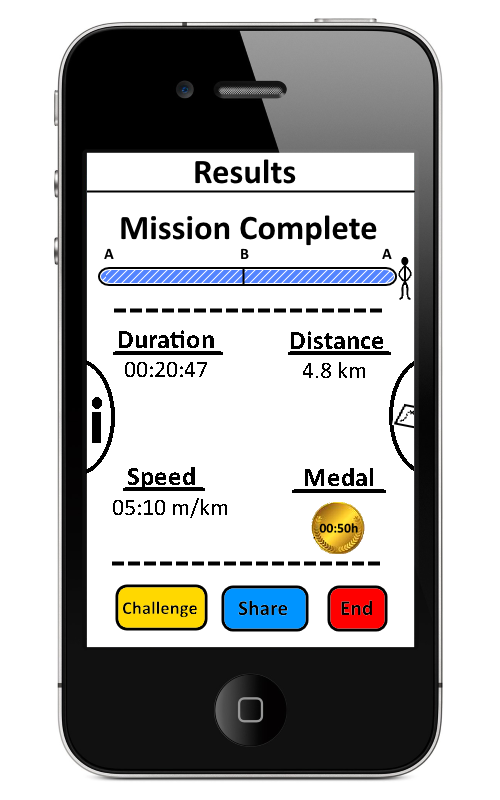 Results
Mission Complete
A B A
Duration Distance
00:20:47 4.8 km
i
Speed Medal
05:10 m/km
00:50h
Challenge Share End